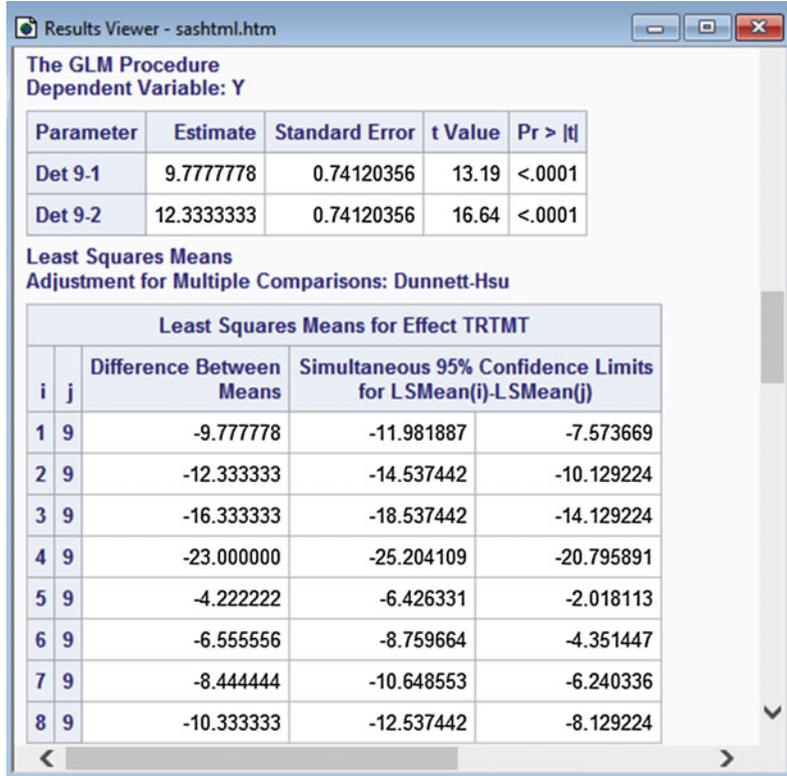 Results Viewer - sashtml.htm
The GLM Procedure
Dependent Variable: Y
Parameter Estimate Standard Error t Value Pr > |t|
Det 9-1 9.7777778 0.74120356 13.19 <.0001
Det 9-2 12.3333333 0.74120356 16.64 <.0001
Least Squares Means
Adjustment for Multiple Comparisons: Dunnett-Hsu
Least Squares Means for Effect TRTMT
i j Difference Between Means Simultaneous 95% Confidence Limits for LSMean(i)-LSMean(j)
1 9 -9.777778 -11.981887 -7.573669
2 9 -12.333333 -14.537442 -10.129224
3 9 -16.333333 -18.537442 -14.129224
4 9 -23.000000 -25.204109 -20.795891
5 9 -4.222222 -6.426331 -2.018113
6 9 -6.555556 -8.759664 -4.351447
7 9 -8.444444 -10.648553 -6.240336
8 9 -10.333333 -12.537442 -8.129224